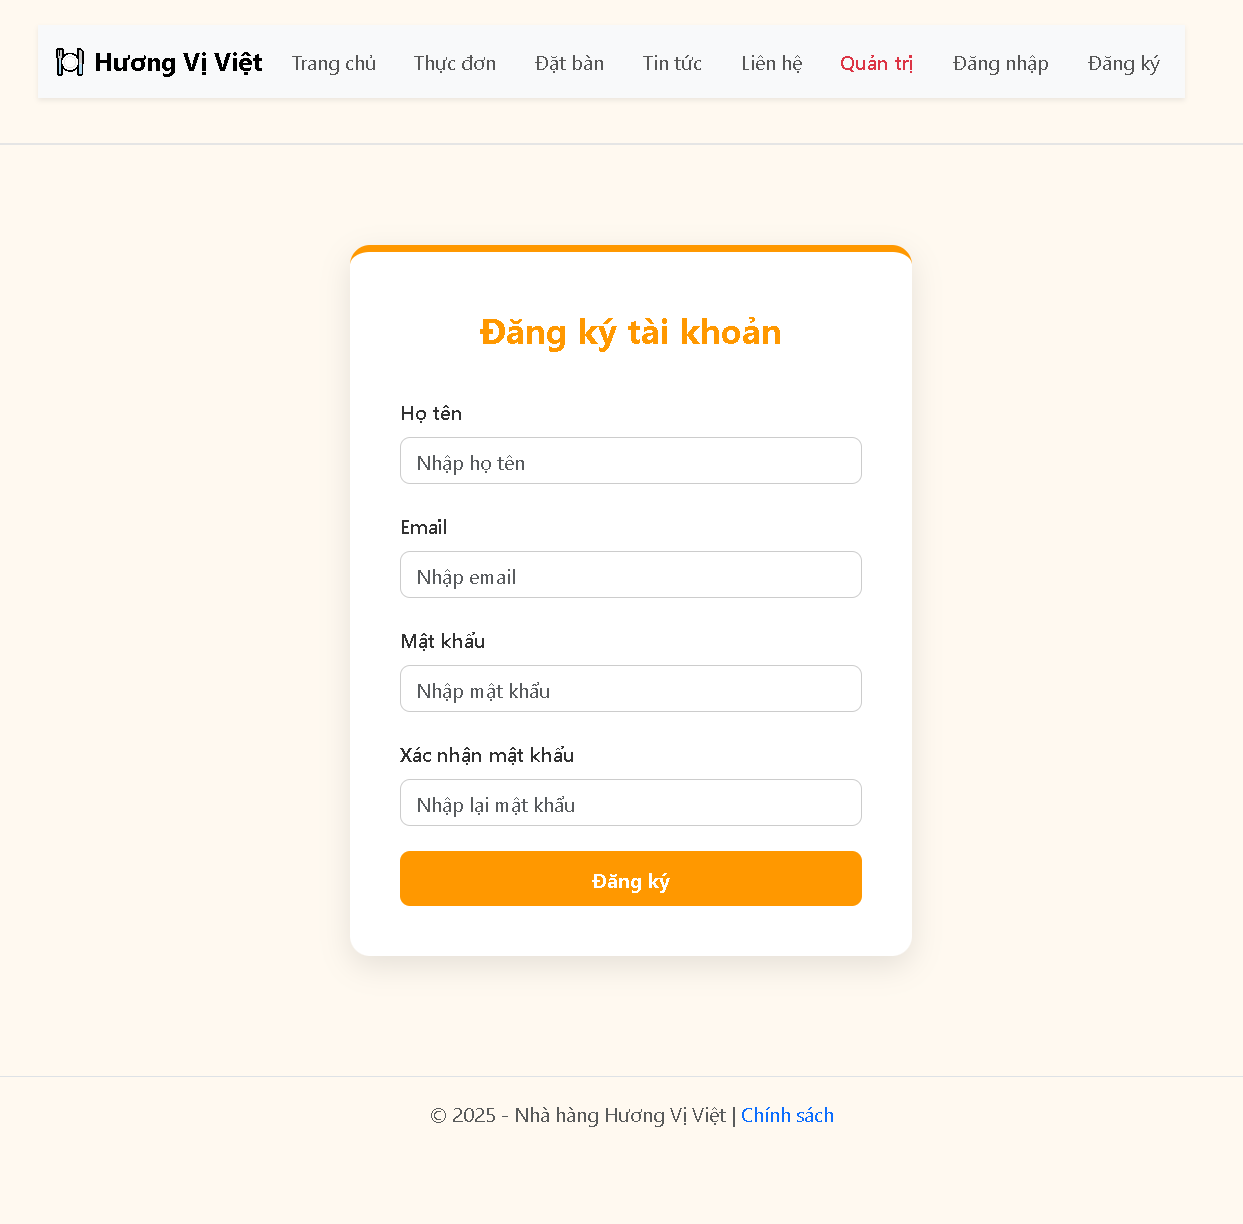 Hương Vị Việt Trang chủ Thực đơn Đặt bàn Tin tức Liên hệ Quản trị Đăng nhập Đăng ký
Đăng ký tài khoản
Họ tên
Nhập họ tên
Email
Nhập email
Mật khẩu
Nhập mật khẩu
Xác nhận mật khẩu
Nhập lại mật khẩu
Đăng ký
© 2025 - Nhà hàng Hương Vị Việt | Chính sách